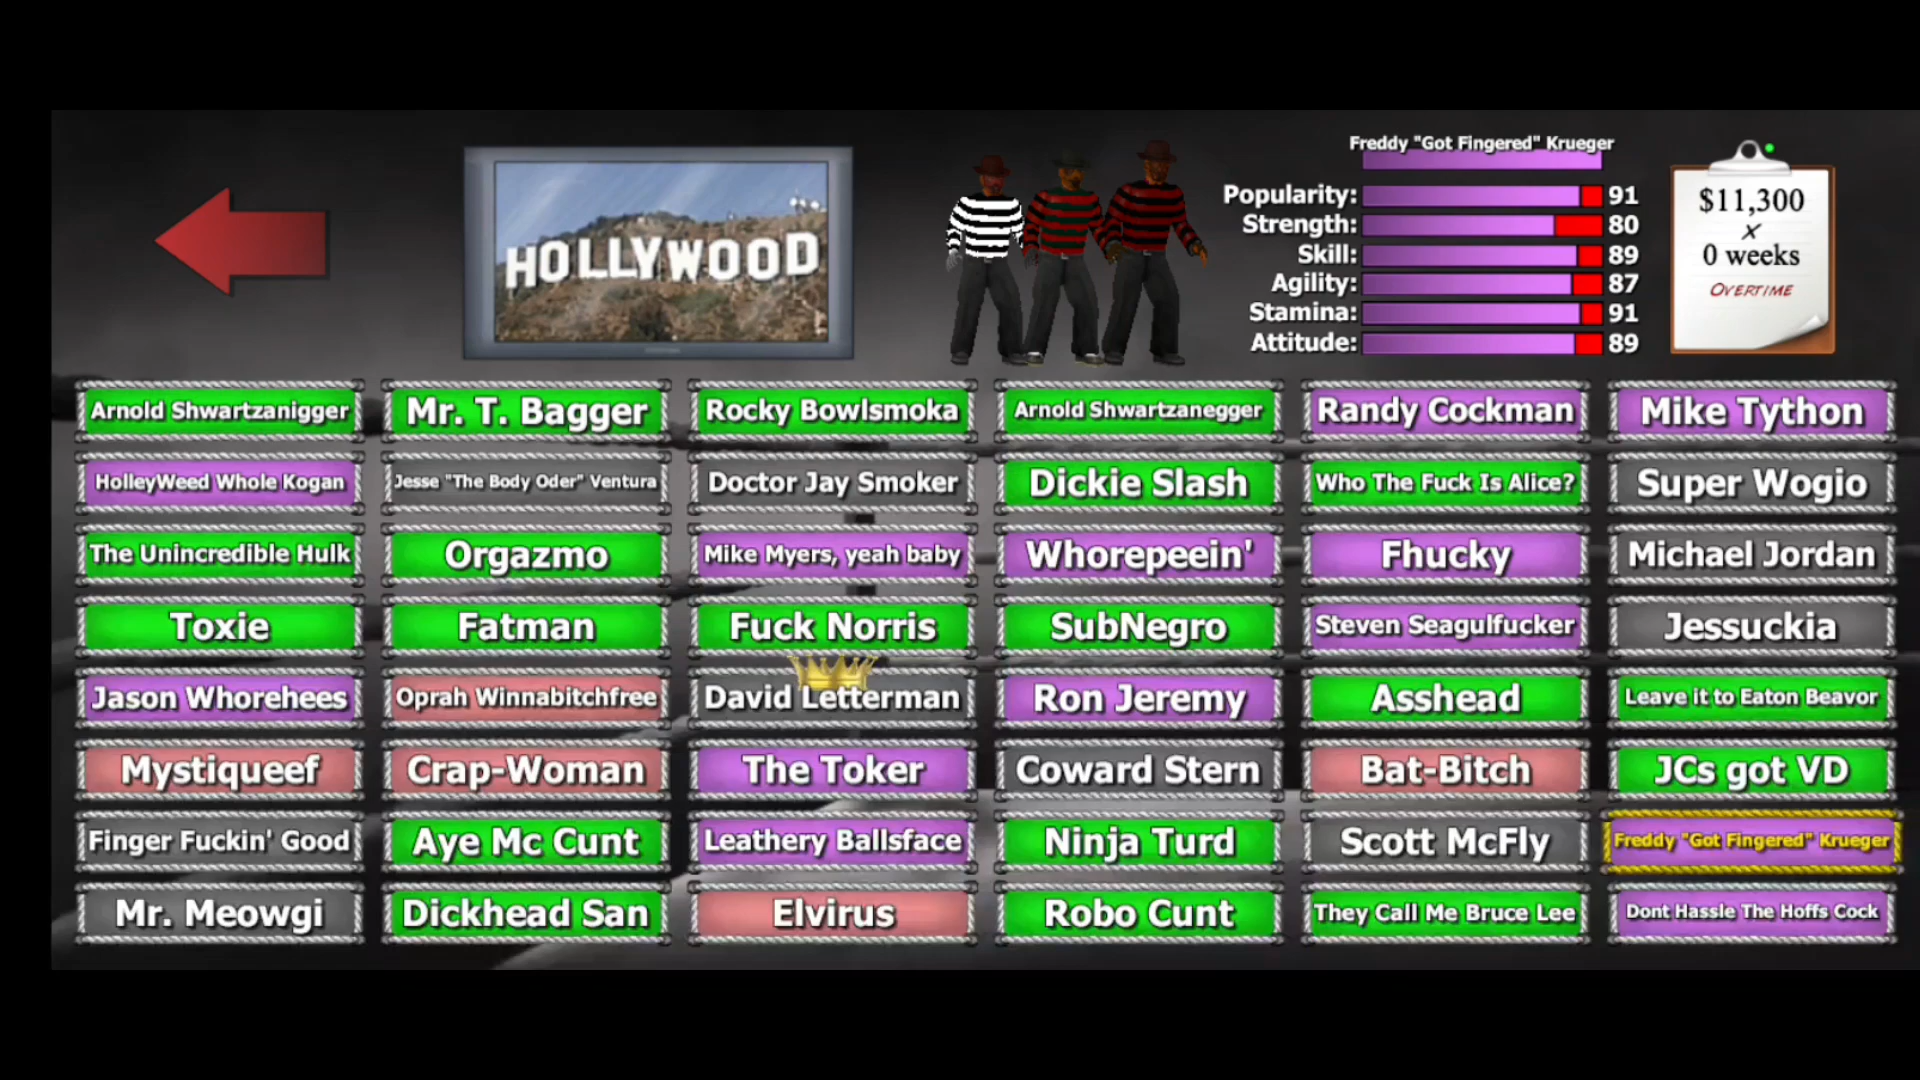 HOLLYWOOD
Freddy "Got Fingered" Krueger
Popularity: 91
Strength: 80
Skill: 89
Agility: 87
Stamina: 91
Attitude: 89
$11,300
x
0 weeks
OVERTIME
Arnold Shwartzanigger
Mr. T. Bagger
Rocky Bowlsmoka
Arnold Shwartzanegger
Randy Cockman
Mike Tython
HolleyWeed Whole Kogan
Jesse "The Body Oder" Ventura
Doctor Jay Smoker
Dickie Slash
Who The Fuck Is Alice?
Super Wogio
The Unincredible Hulk
Orgazmo
Mike Myers, yeah baby
Whorepeein'
Fhucky
Michael Jordan
Toxie
Fatman
Fuck Norris
SubNegro
Steven Seagulfucker
Jessuckia
Jason Whorehees
Oprah Winnabitchfree
David Letterman
Ron Jeremy
Asshead
Leave it to Eaton Beavor
Mystiqueef
Crap-Woman
The Toker
Coward Stern
Bat-Bitch
JCs got VD
Finger Fuckin' Good
Aye Mc Cunt
Leathery Ballsface
Ninja Turd
Scott McFly
Freddy "Got Fingered" Krueger
Mr. Meowgi
Dickhead San
Elvirus
Robo Cunt
They Call Me Bruce Lee
Dont Hassle The Hoffs Cock